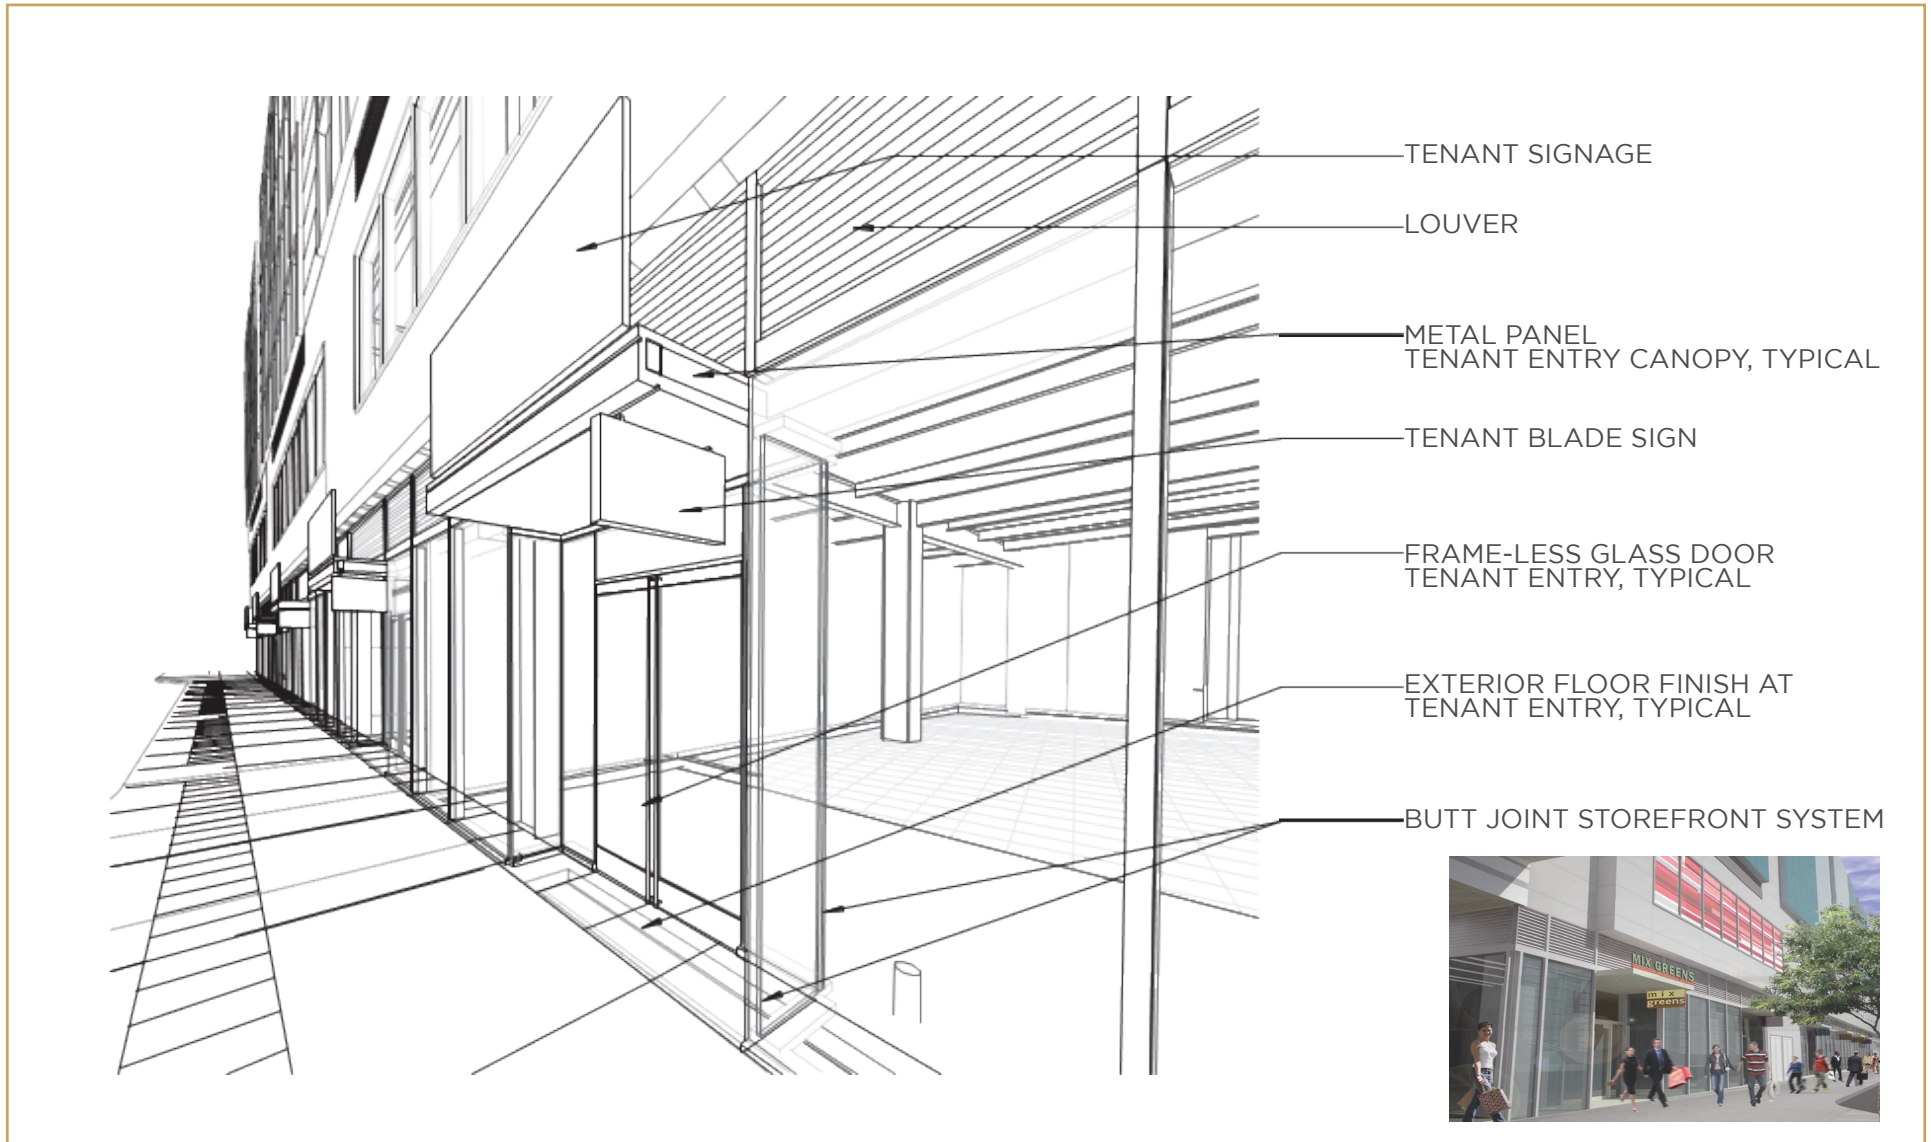 TENANT SIGNAGE
LOUVER
METAL PANEL
TENANT ENTRY CANOPY, TYPICAL
TENANT BLADE SIGN
FRAME-LESS GLASS DOOR
TENANT ENTRY, TYPICAL
EXTERIOR FLOOR FINISH AT
TENANT ENTRY, TYPICAL
BUTT JOINT STOREFRONT SYSTEM
MIX GREENS
mix
greens